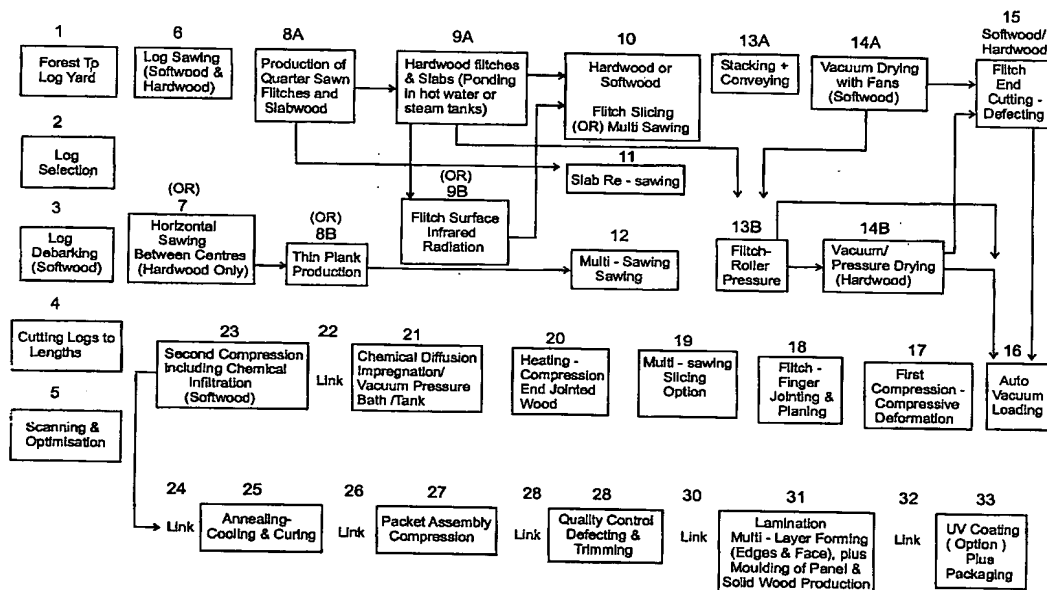 1
Forest To
Log Yard
2
Log
Selection
3
Log
Debarking
(Softwood)
4
Cutting Logs to
Lengths
5
Scanning &
Optimisation
6
Log Sawing
(Softwood &
Hardwood)
(OR)
7
Horizontal
Sawing
Between Centres
(Hardwood Only)
8A
Production of
Quarter Sawn
Flitches and
Slabwood
(OR)
8B
Thin Plank
Production
9A
Hardwood flitches
& Slabs (Ponding
in hot water or
steam tanks)
(OR)
9B
Flitch Surface
Infrared
Radiation
10
Hardwood or
Softwood
Flitch Slicing
(OR) Multi Sawing
11
Slab Re - sawing
12
Multi - Sawing
Sawing
13A
Stacking +
Conveying
13B
Flitch-
Roller
Pressure
14A
Vacuum Drying
with Fans
(Softwood)
14B
Vacuum/
Pressure Drying
(Hardwood)
15
Softwood/
Hardwood
Flitch
End
Cutting -
Defecting
16
Auto
Vacuum
Loading
17
First
Compression -
Compressive
Deformation
18
Flitch -
Finger
Jointing &
Planing
19
Multi - sawing
Slicing
Option
20
Heating -
Compression
End Jointed
Wood
21
Chemical Diffusion
Impregnation/
Vacuum Pressure
Bath /Tank
22
Link
23
Second Compression
Including Chemical
Infiltration
(Softwood)
24
Link
25
Annealing-
Cooling & Curing
26
Link
27
Packet Assembly
Compression
28
Link
28
Quality Control
Defecting &
Trimming
30
Link
31
Lamination
Multi - Layer Forming
(Edges & Face), plus
Moulding of Panel &
Solid Wood Production
32
Link
33
UV Coating
( Option )
Plus
Packaging